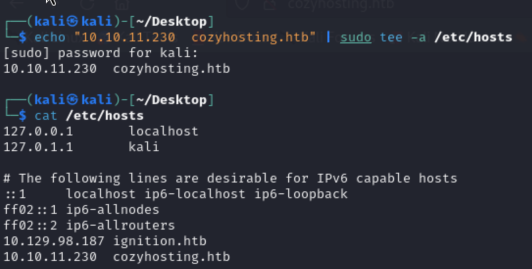 cozyhosting.htb
┌──(kali㉿kali)-[~/Desktop]
└─$ echo "10.10.11.230  cozyhosting.htb" | sudo tee -a /etc/hosts
[sudo] password for kali:
10.10.11.230  cozyhosting.htb
┌──(kali㉿kali)-[~/Desktop]
└─$ cat /etc/hosts
127.0.0.1       localhost
127.0.1.1       kali
# The following lines are desirable for IPv6 capable hosts
::1     localhost ip6-localhost ip6-loopback
ff02::1 ip6-allnodes
ff02::2 ip6-allrouters
10.129.98.187 ignition.htb
10.10.11.230  cozyhosting.htb